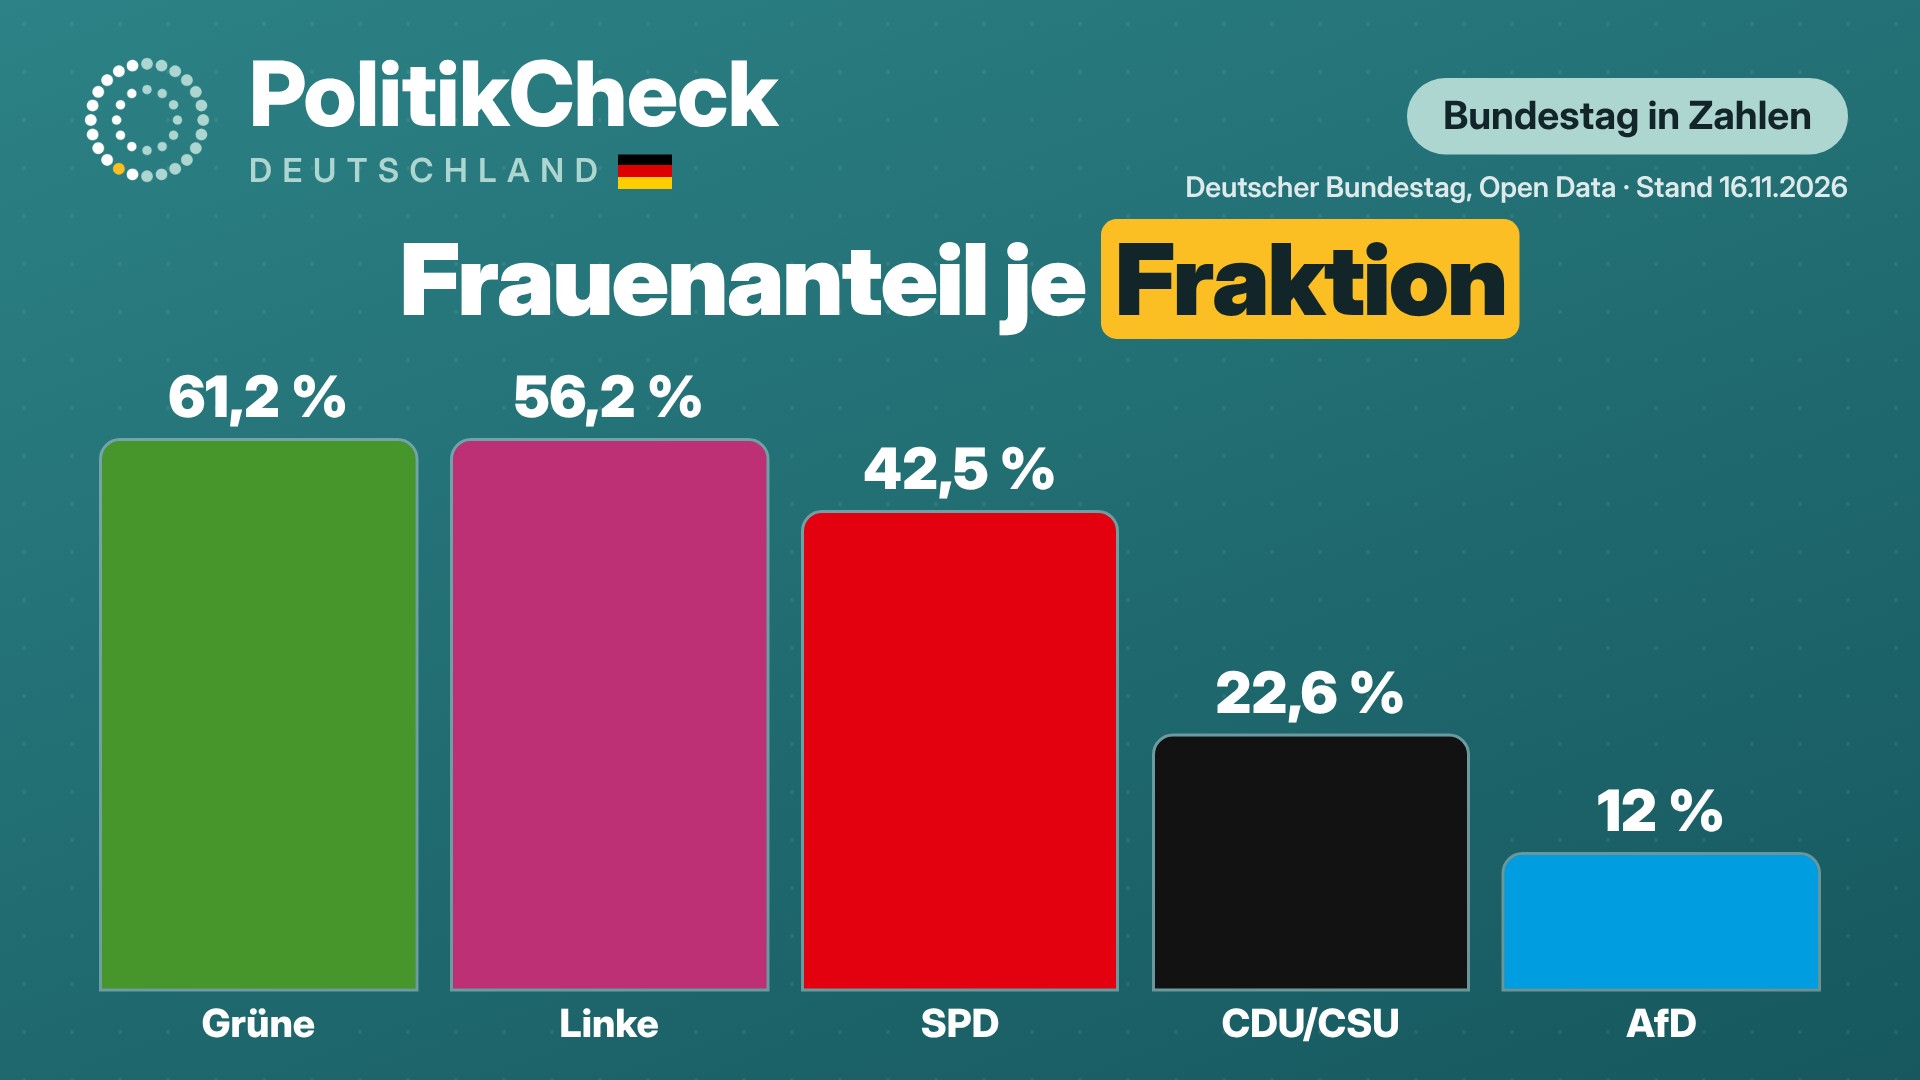 PolitikCheck
DEUTSCHLAND
Bundestag in Zahlen
Deutscher Bundestag, Open Data · Stand 16.11.2026
Frauenanteil je Fraktion
61,2 %
56,2 %
42,5 %
22,6 %
12 %
Grüne
Linke
SPD
CDU/CSU
AfD